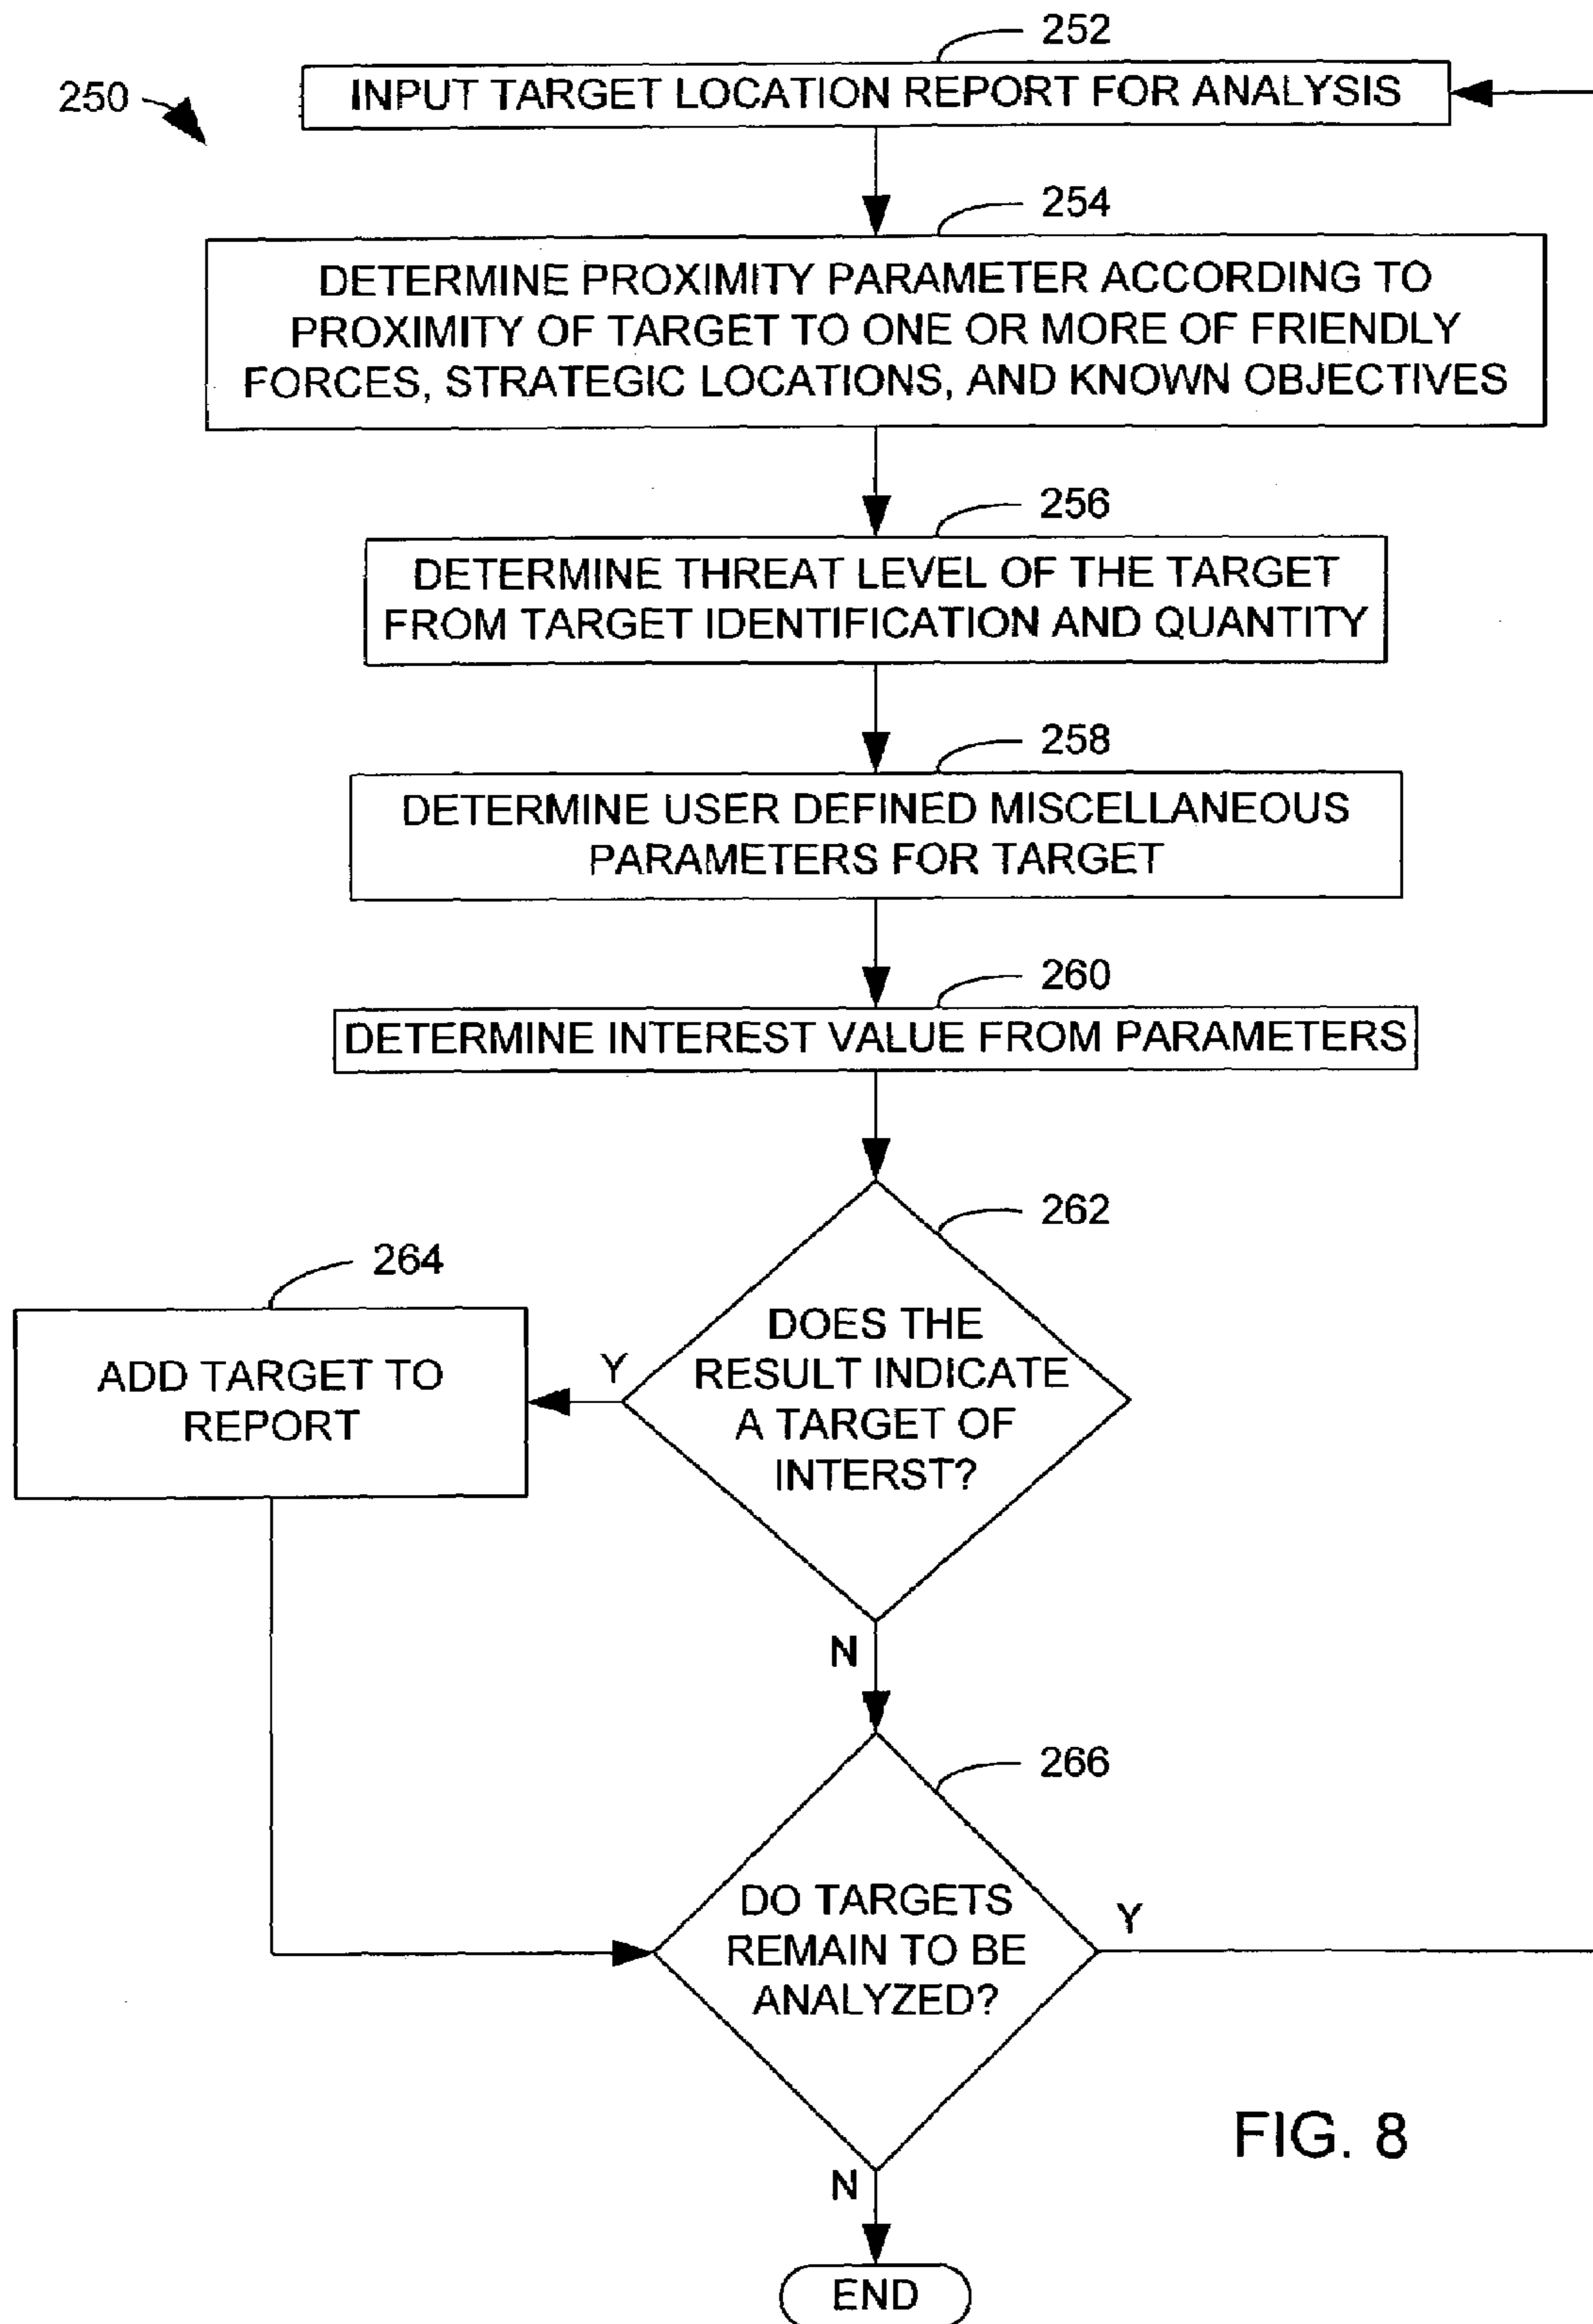 252
250
INPUT TARGET LOCATION REPORT FOR ANALYSIS
254
DETERMINE PROXIMITY PARAMETER ACCORDING TO
PROXIMITY OF TARGET TO ONE OR MORE OF FRIENDLY
FORCES, STRATEGIC LOCATIONS, AND KNOWN OBJECTIVES
256
DETERMINE THREAT LEVEL OF THE TARGET
FROM TARGET IDENTIFICATION AND QUANTITY
258
DETERMINE USER DEFINED MISCELLANEOUS
PARAMETERS FOR TARGET
260
DETERMINE INTEREST VALUE FROM PARAMETERS
262
DOES THE
RESULT INDICATE
A TARGET OF
INTERST?
Y
264
ADD TARGET TO
REPORT
N
266
DO TARGETS
REMAIN TO BE
ANALYZED?
Y
N
END
FIG. 8